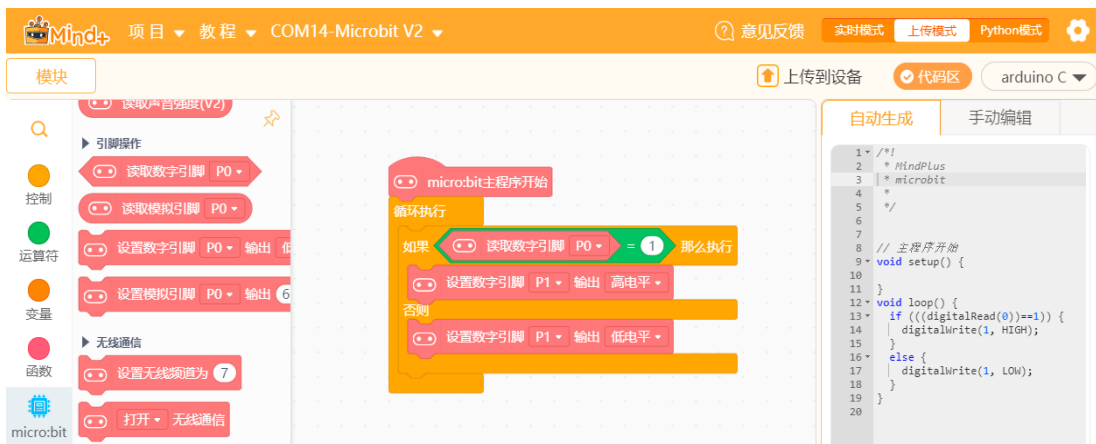 Mind+ 项目 教程 COM14-Microbit V2 意见反馈 实时模式 上传模式 Python模式
模块 上传到设备 代码区 arduino C
读取声音强度(V2)
引脚操作
读取数字引脚 P0
读取模拟引脚 P0
设置数字引脚 P0 输出
设置模拟引脚 P0 输出 6
无线通信
设置无线频道为 7
打开 无线通信
控制
运算符
变量
函数
micro:bit
micro:bit主程序开始
循环执行
如果 读取数字引脚 P0 = 1 那么执行
设置数字引脚 P1 输出 高电平
否则
设置数字引脚 P1 输出 低电平
自动生成 手动编辑
1 /*!
2 * MindPlus
3 * microbit
4 *
5 */
6
7
8 // 主程序开始
9 void setup() {
10
11 }
12 void loop() {
13 if (((digitalRead(0))==1)) {
14 digitalWrite(1, HIGH);
15 }
16 else {
17 digitalWrite(1, LOW);
18 }
19 }
20